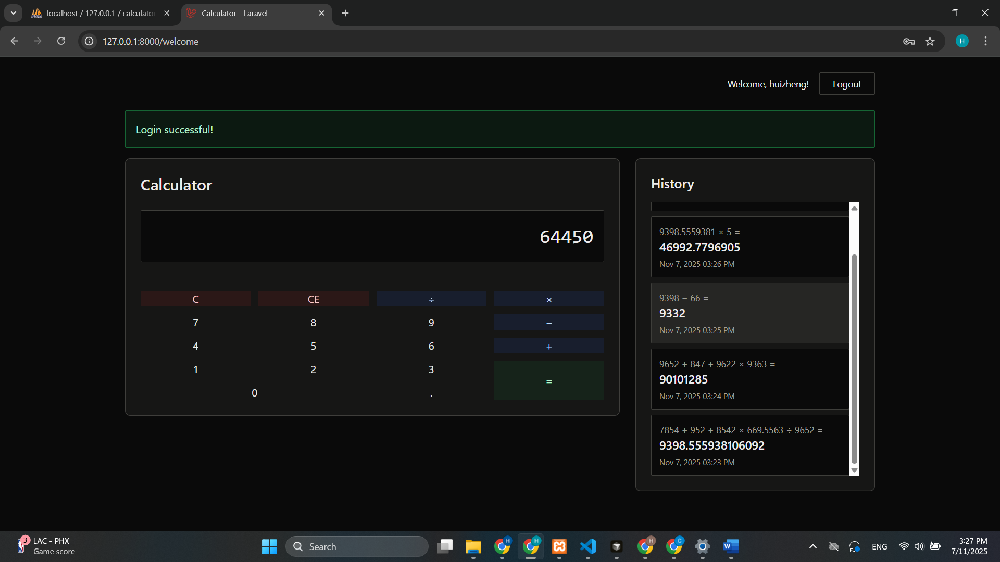 localhost / 127.0.0.1 / calculator
Calculator - Laravel
127.0.0.1:8000/welcome
H
Welcome, huizheng!
Logout
Login successful!
Calculator
64450
C CE ÷ ×
7 8 9 −
4 5 6 +
1 2 3
=
0 .
History
9398.5559381 × 5 =
46992.7796905
Nov 7, 2025 03:26 PM
9398 − 66 =
9332
Nov 7, 2025 03:25 PM
9652 + 847 + 9622 × 9363 =
90101285
Nov 7, 2025 03:24 PM
7854 + 952 + 8542 × 669.5563 ÷ 9652 =
9398.555938106092
Nov 7, 2025 03:23 PM
3
LAC - PHX
Game score
Search
H
H
H
C
W
ENG
3:27 PM
7/11/2025